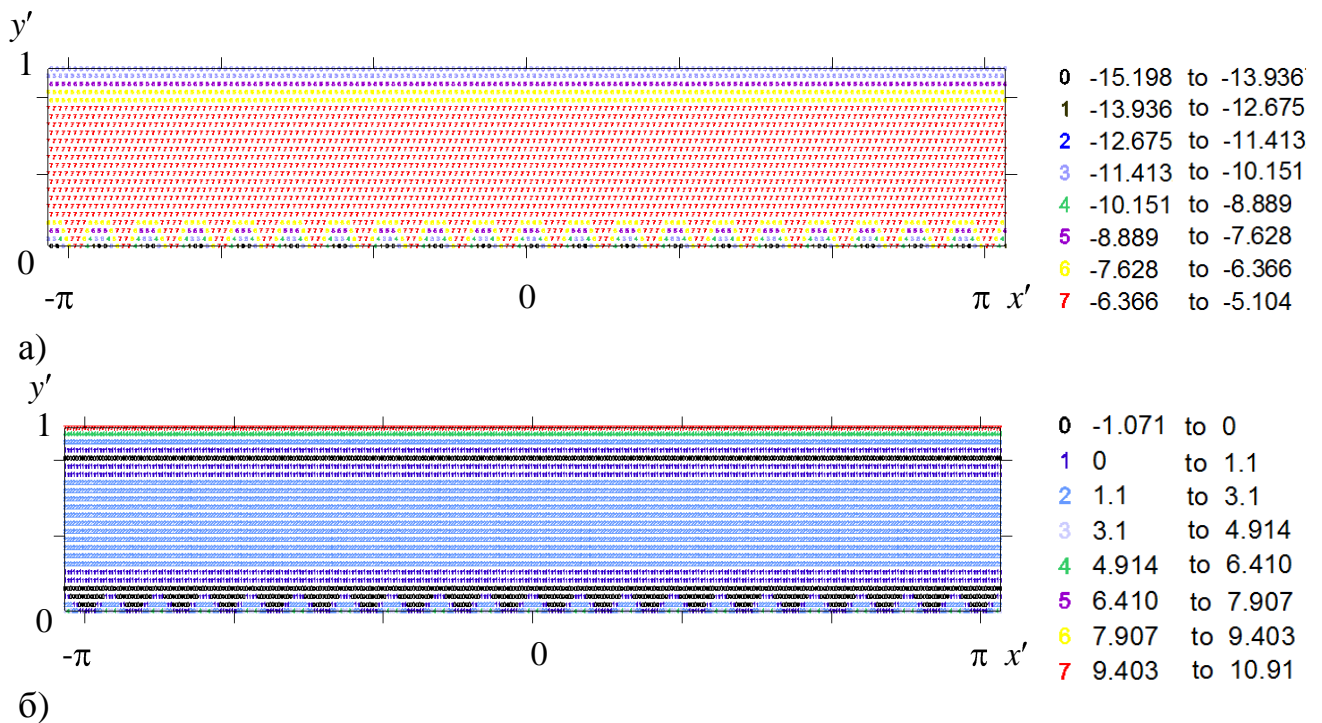 y′
1
0
-π 0 π x′
0 -15.198 to -13.936
1 -13.936 to -12.675
2 -12.675 to -11.413
3 -11.413 to -10.151
4 -10.151 to -8.889
5 -8.889 to -7.628
6 -7.628 to -6.366
7 -6.366 to -5.104
а)
y′
1
0
-π 0 π x′
0 -1.071 to 0
1 0 to 1.1
2 1.1 to 3.1
3 3.1 to 4.914
4 4.914 to 6.410
5 6.410 to 7.907
6 7.907 to 9.403
7 9.403 to 10.91
б)